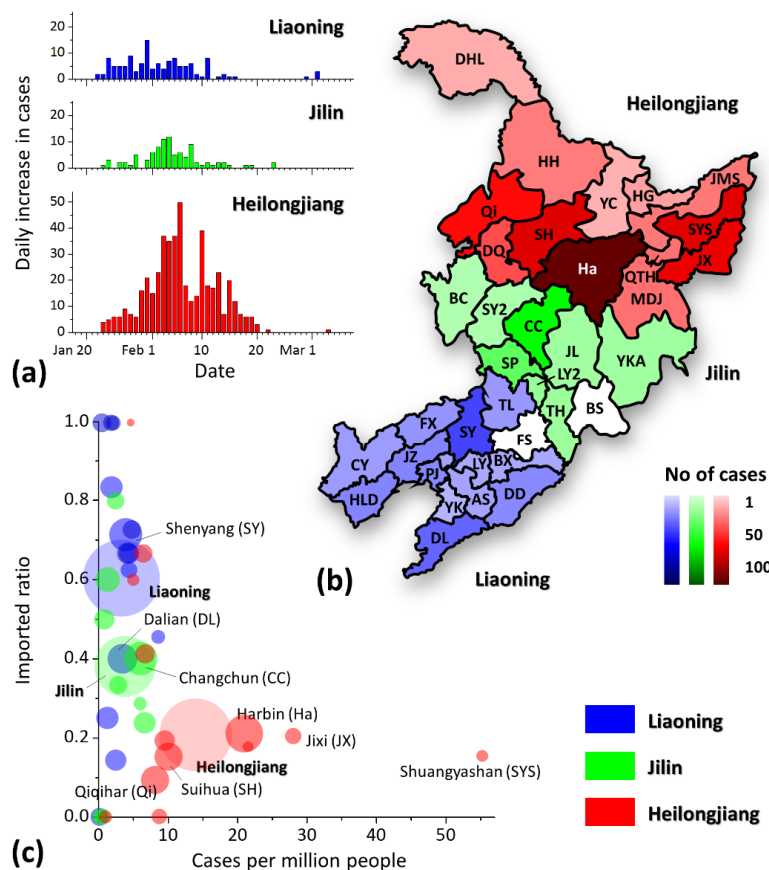 Liaoning
20
10
0
Jilin
20
10
0
Heilongjiang
50
40
30
20
10
0
Daily increase in cases
Jan 20
Feb 1
10
20
Mar 1
Date
(a)
DHL
Heilongjiang
HH
YC
HG
JMS
Qi
SH
SYS
DQ
Ha
JX
QTH
MDJ
BC
SY2
CC
JL
YKA
SP
LY2
Jilin
TL
TH
BS
FX
SY
FS
CY
JZ
LY
BX
PJ
HLD
YK
AS
DD
DL
(b)
Liaoning
No of cases
1
50
100
1.0
0.8
0.6
0.4
0.2
0.0
Imported ratio
Shenyang (SY)
Liaoning
Dalian (DL)
Changchun (CC)
Jilin
Harbin (Ha)
Jixi (JX)
Heilongjiang
Shuangyashan (SYS)
Qiqihar (Qi)
Suihua (SH)
0
10
20
30
40
50
Cases per million people
(c)
Liaoning
Jilin
Heilongjiang